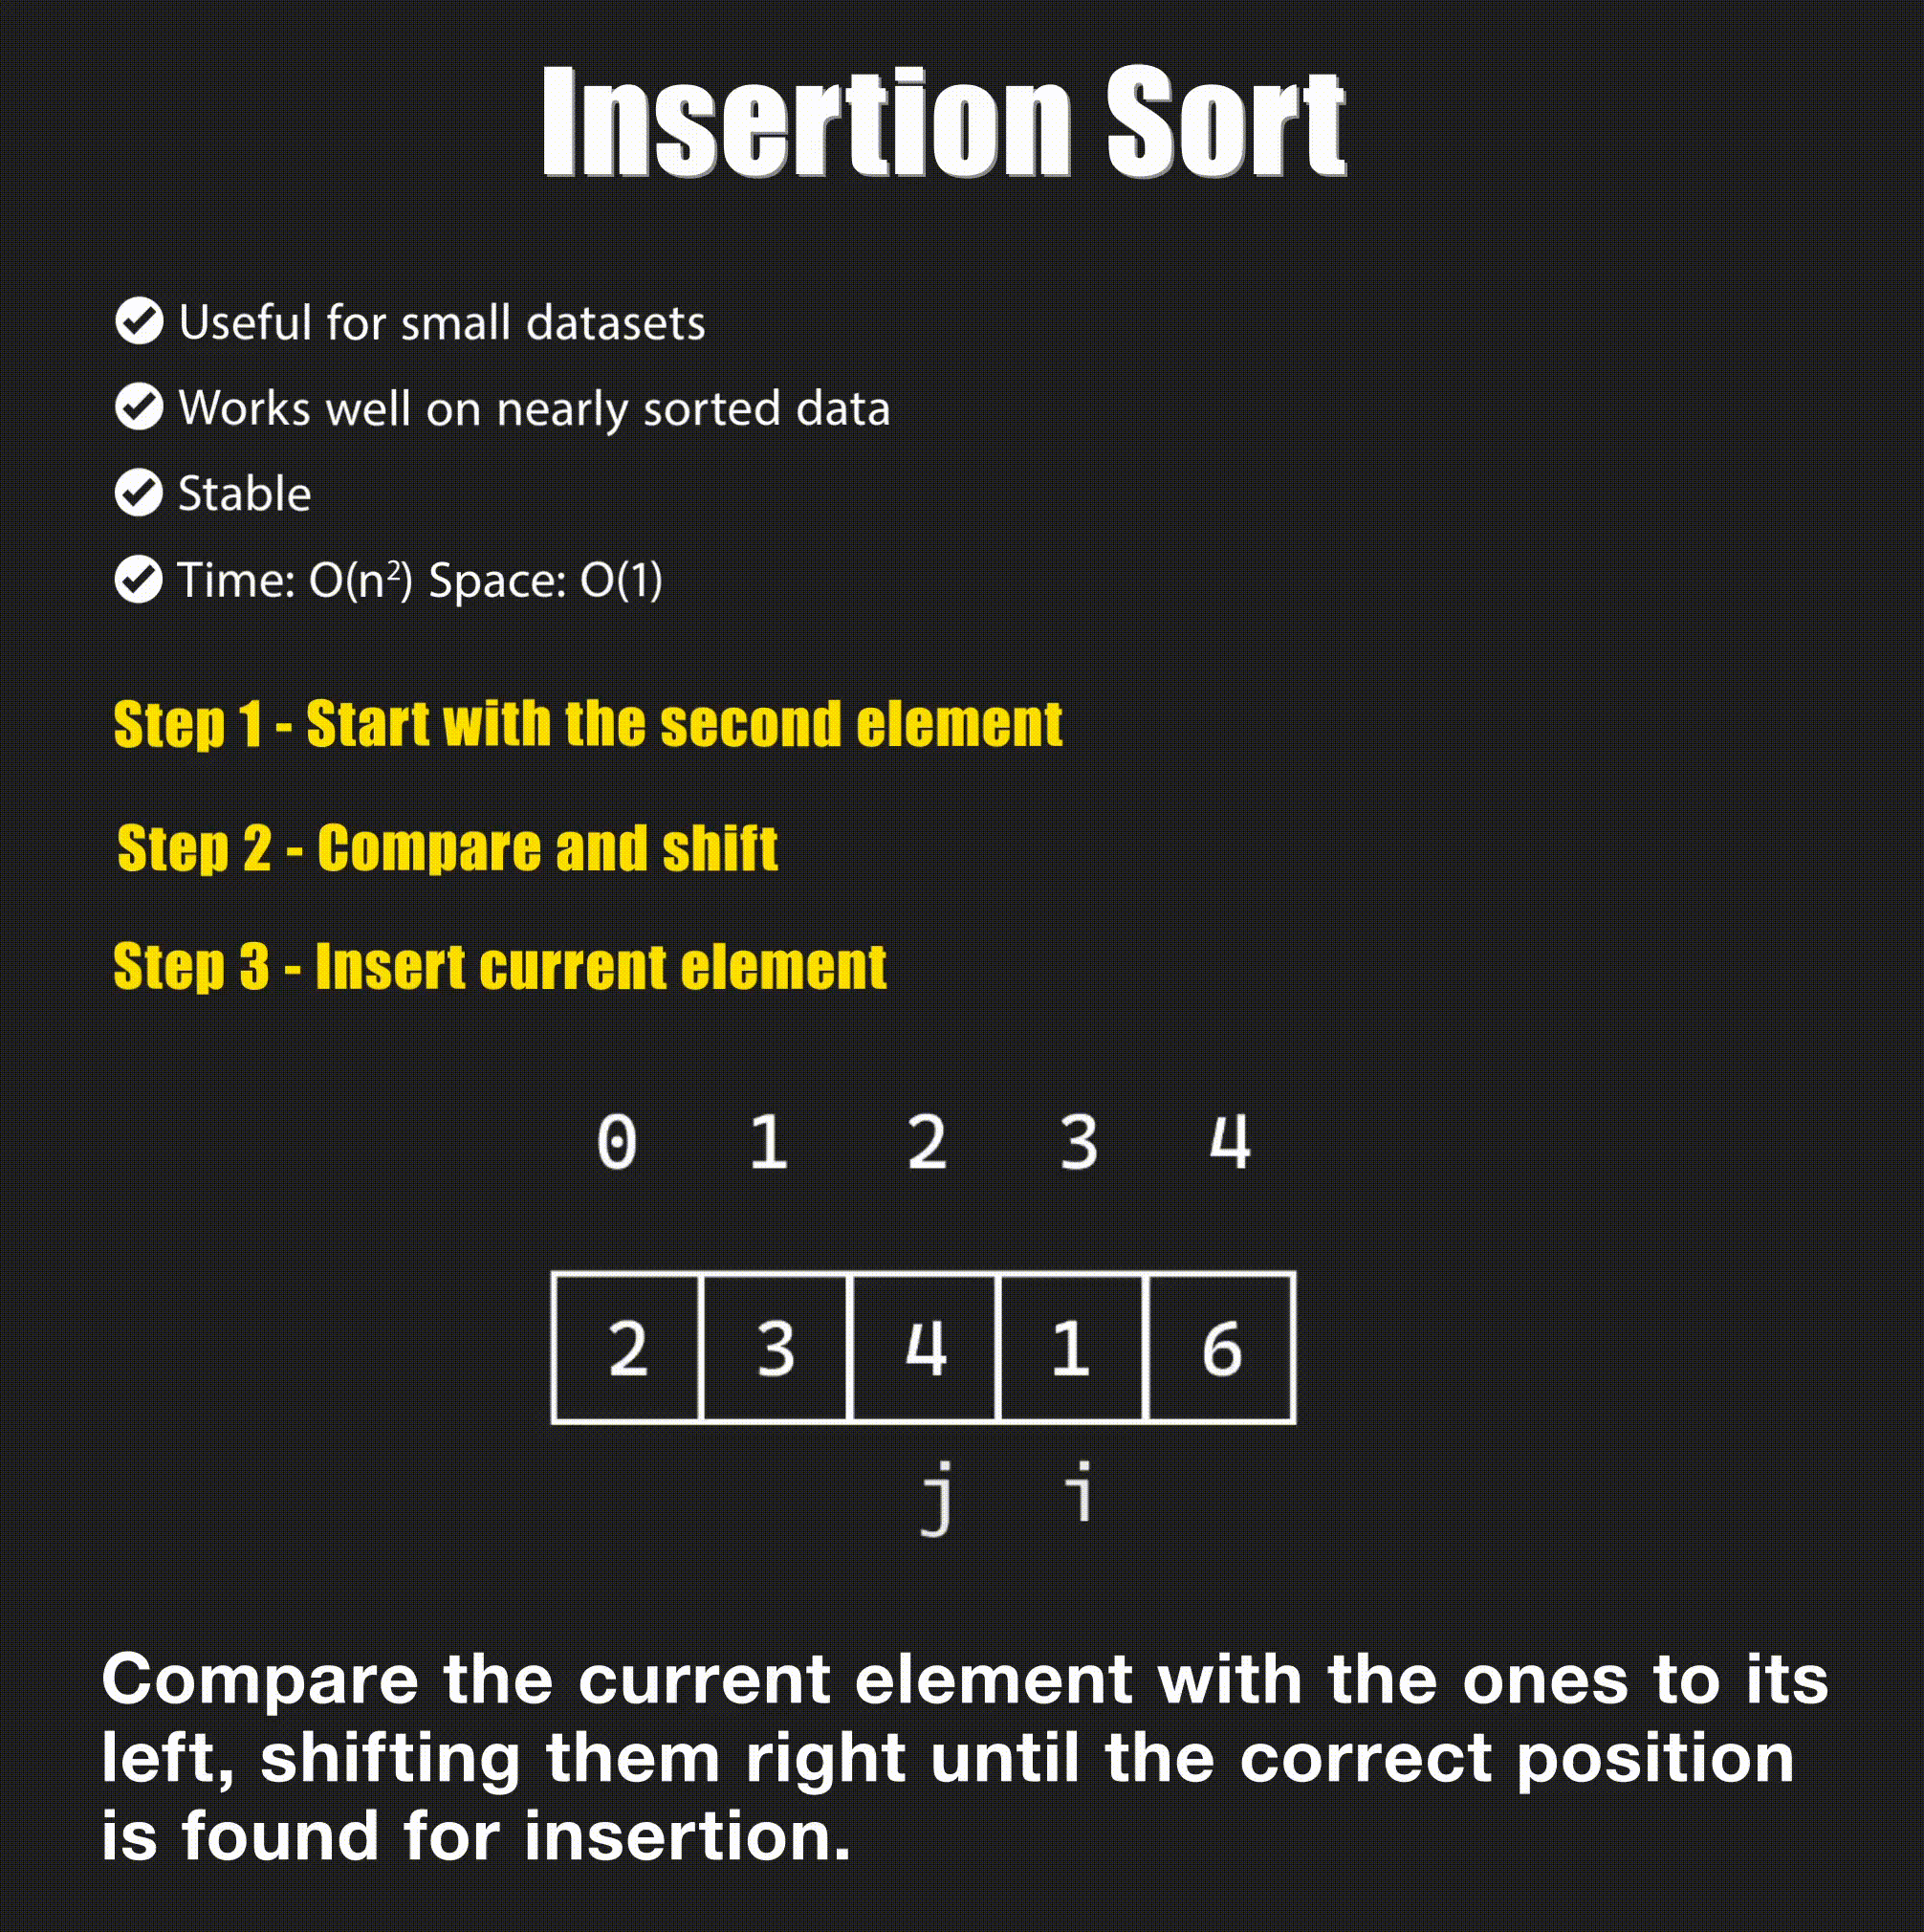 Insertion Sort
Useful for small datasets
Works well on nearly sorted data
Stable
Time: O(n²) Space: O(1)
Step 1 - Start with the second element
Step 2 - Compare and shift
Step 3 - Insert current element
0 1 2 3 4
2 3 4 1 6
j i
Compare the current element with the ones to its
left, shifting them right until the correct position
is found for insertion.